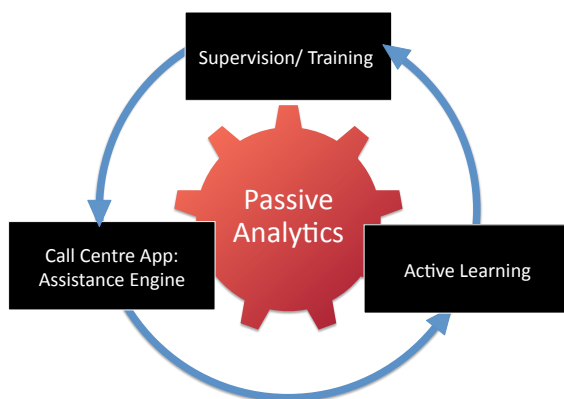 Supervision/ Training
Passive
Analytics
Call Centre App:
Assistance Engine
Active Learning